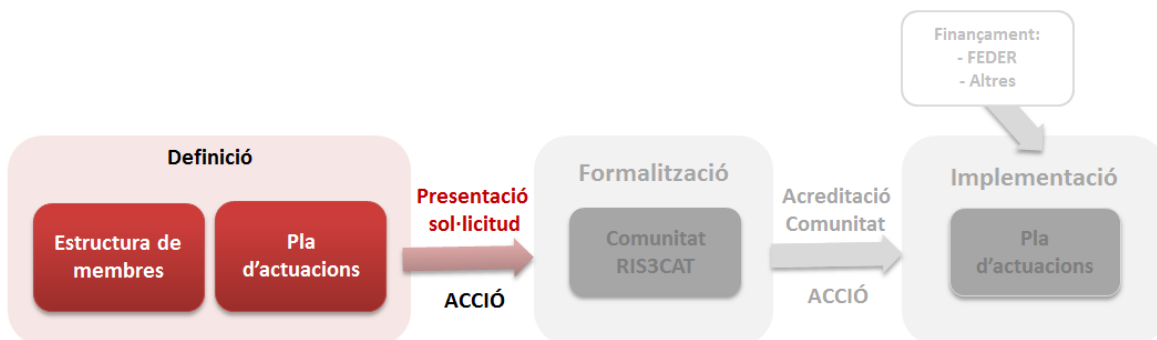 Finançament:
- FEDER
- Altres
Definició
Estructura de
membres
Pla
d'actuacions
Presentació
sol·licitud
ACCIÓ
Formalització
Comunitat
RIS3CAT
Acreditació
Comunitat
ACCIÓ
Implementació
Pla
d'actuacions